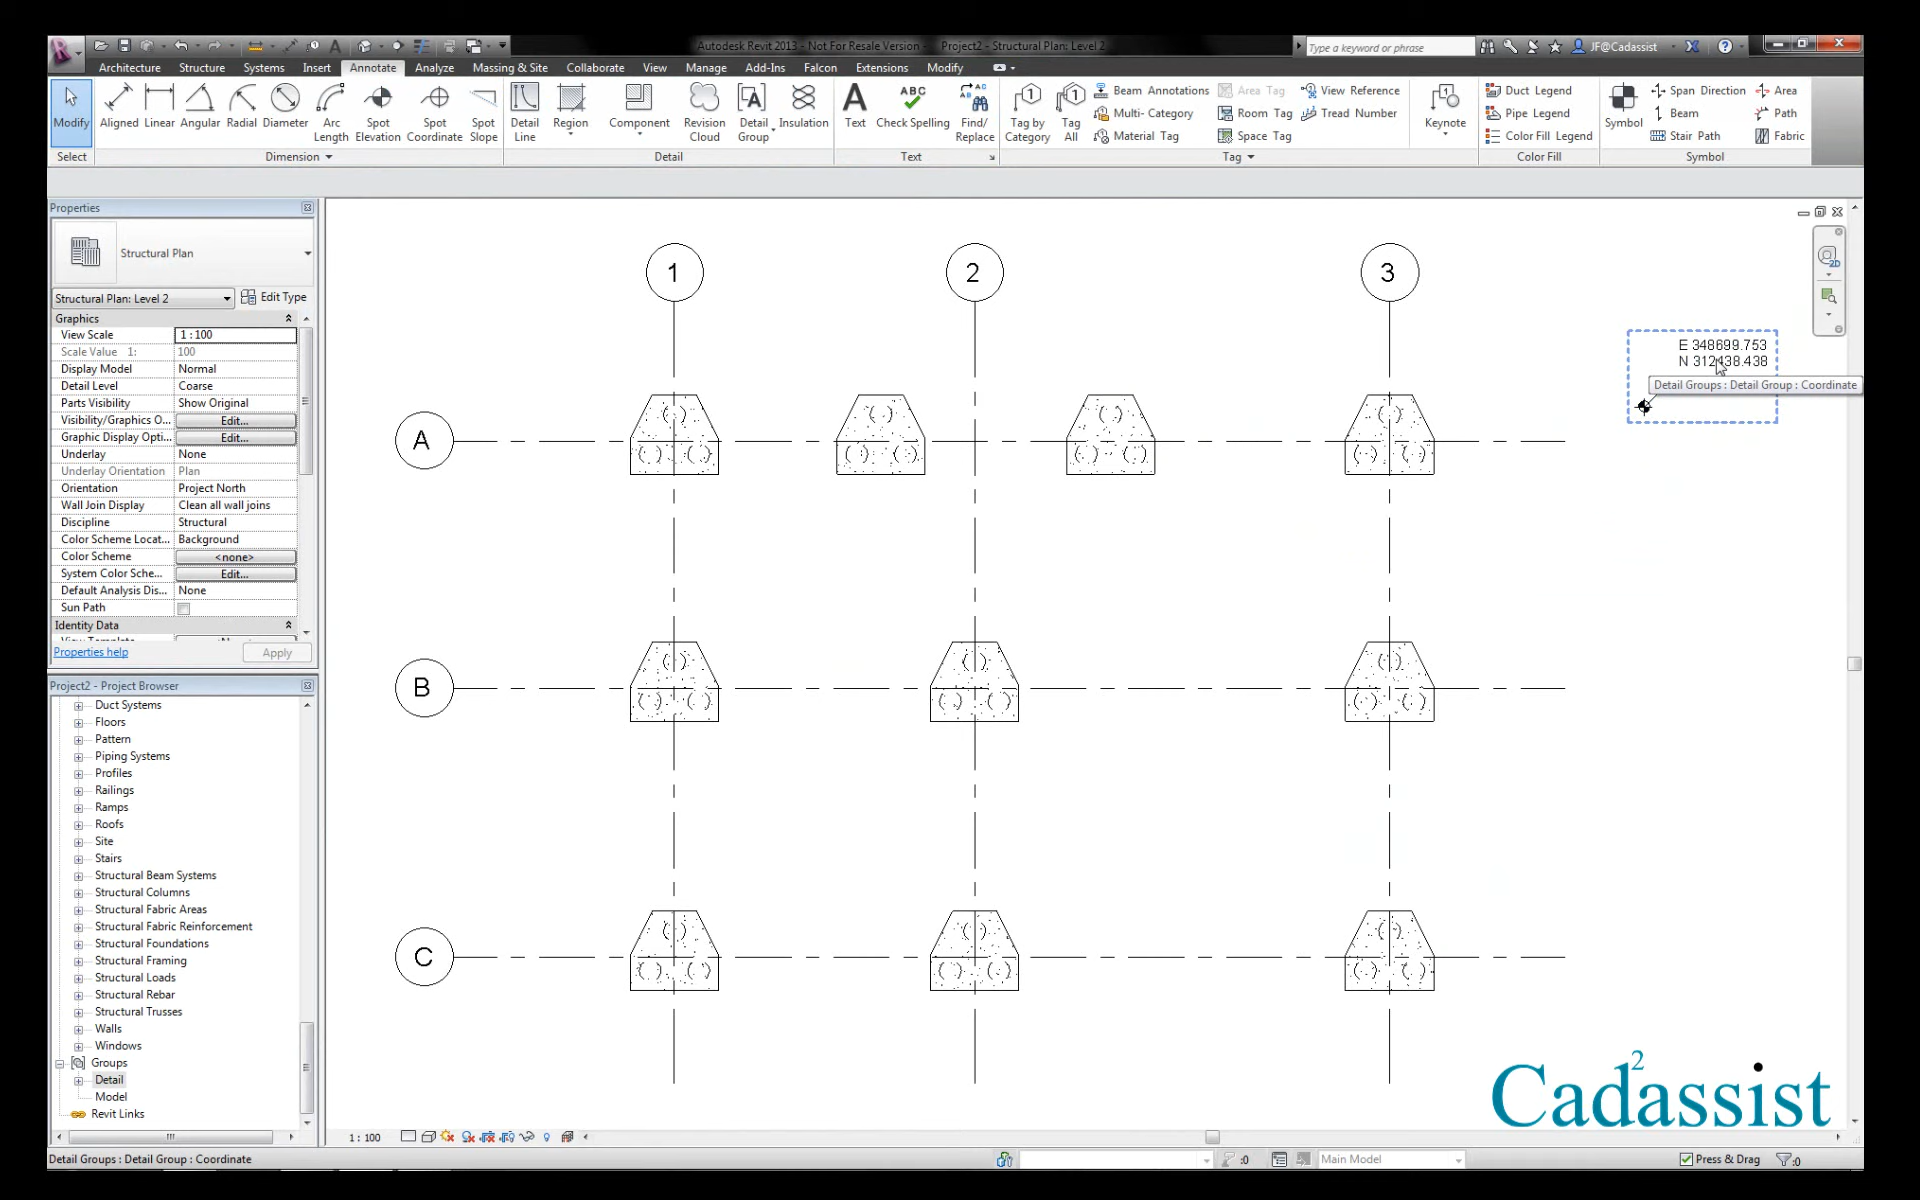 Autodesk Revit 2013 - Not For Resale Version - Project2 - Structural Plan: Level 2
Type a keyword or phrase
JF@Cadassist
Architecture Structure Systems Insert Annotate Analyze Massing & Site Collaborate View Manage Add-Ins Falcon Extensions Modify
Modify
Aligned Linear Angular Radial Diameter Arc Length Spot Elevation Spot Coordinate Spot Slope
Detail Line Region Component Revision Cloud Detail Group Insulation
ABC
Text Check Spelling Find/ Replace
Tag by Category Tag All
Beam Annotations Area Tag View Reference
Multi- Category Room Tag Tread Number
Material Tag Space Tag
Keynote
Duct Legend
Pipe Legend
Color Fill Legend
Symbol
Span Direction Area
Beam Path
Stair Path Fabric
Select Dimension Detail Text Tag Color Fill Symbol
Properties
Structural Plan
Structural Plan: Level 2 Edit Type
Graphics
View Scale 1 : 100
Scale Value 1: 100
Display Model Normal
Detail Level Coarse
Parts Visibility Show Original
Visibility/Graphics O... Edit...
Graphic Display Opti... Edit...
Underlay None
Underlay Orientation Plan
Orientation Project North
Wall Join Display Clean all wall joins
Discipline Structural
Color Scheme Locat... Background
Color Scheme <none>
System Color Sche... Edit...
Default Analysis Dis... None
Sun Path
Identity Data
Properties help Apply
Project2 - Project Browser
Duct Systems
Floors
Pattern
Piping Systems
Profiles
Railings
Ramps
Roofs
Site
Stairs
Structural Beam Systems
Structural Columns
Structural Fabric Areas
Structural Fabric Reinforcement
Structural Foundations
Structural Framing
Structural Loads
Structural Rebar
Structural Trusses
Walls
Windows
Groups
Detail
Model
Revit Links
1
2
3
2D
E 348699.753
N 312438.438
Detail Groups : Detail Group : Coordinate
A
B
C
Cad2assist
1 : 100
Detail Groups : Detail Group : Coordinate
:0
Main Model
Press & Drag
:0